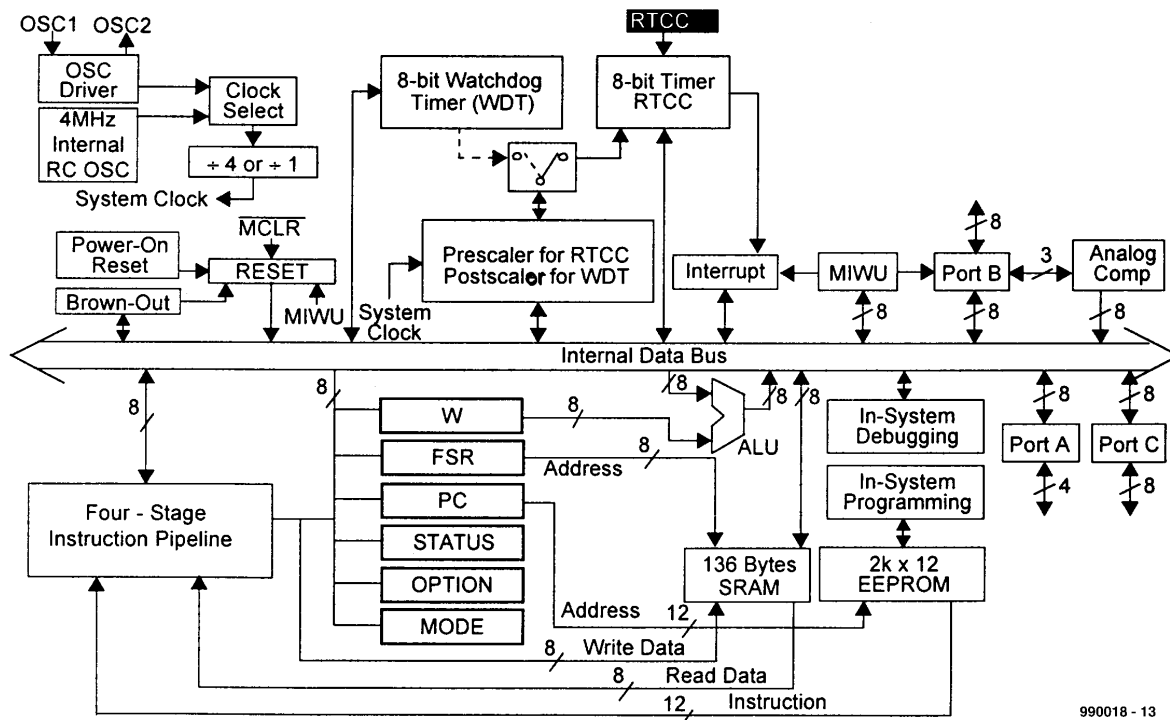 OSC1 OSC2
RTCC
OSC
Driver
Clock
Select
4MHz
Internal
RC OSC
÷ 4 or ÷ 1
System Clock
8-bit Watchdog
Timer (WDT)
8-bit Timer
RTCC
Power-On
Reset
MCLR
RESET
Brown-Out
MIWU
System
Clock
Prescaler for RTCC
Postscaler for WDT
Interrupt
MIWU
8
Port B
8
3
Analog
Comp
8
8
Internal Data Bus
8
8
8
8
8
8
8
W
8
FSR
Address
8
PC
STATUS
OPTION
MODE
ALU
In-System
Debugging
In-System
Programming
Port A
4
Port C
8
Four - Stage
Instruction Pipeline
136 Bytes
SRAM
2k x 12
EEPROM
Address
12
8
Write Data
8
Read Data
12
Instruction
990018 - 13